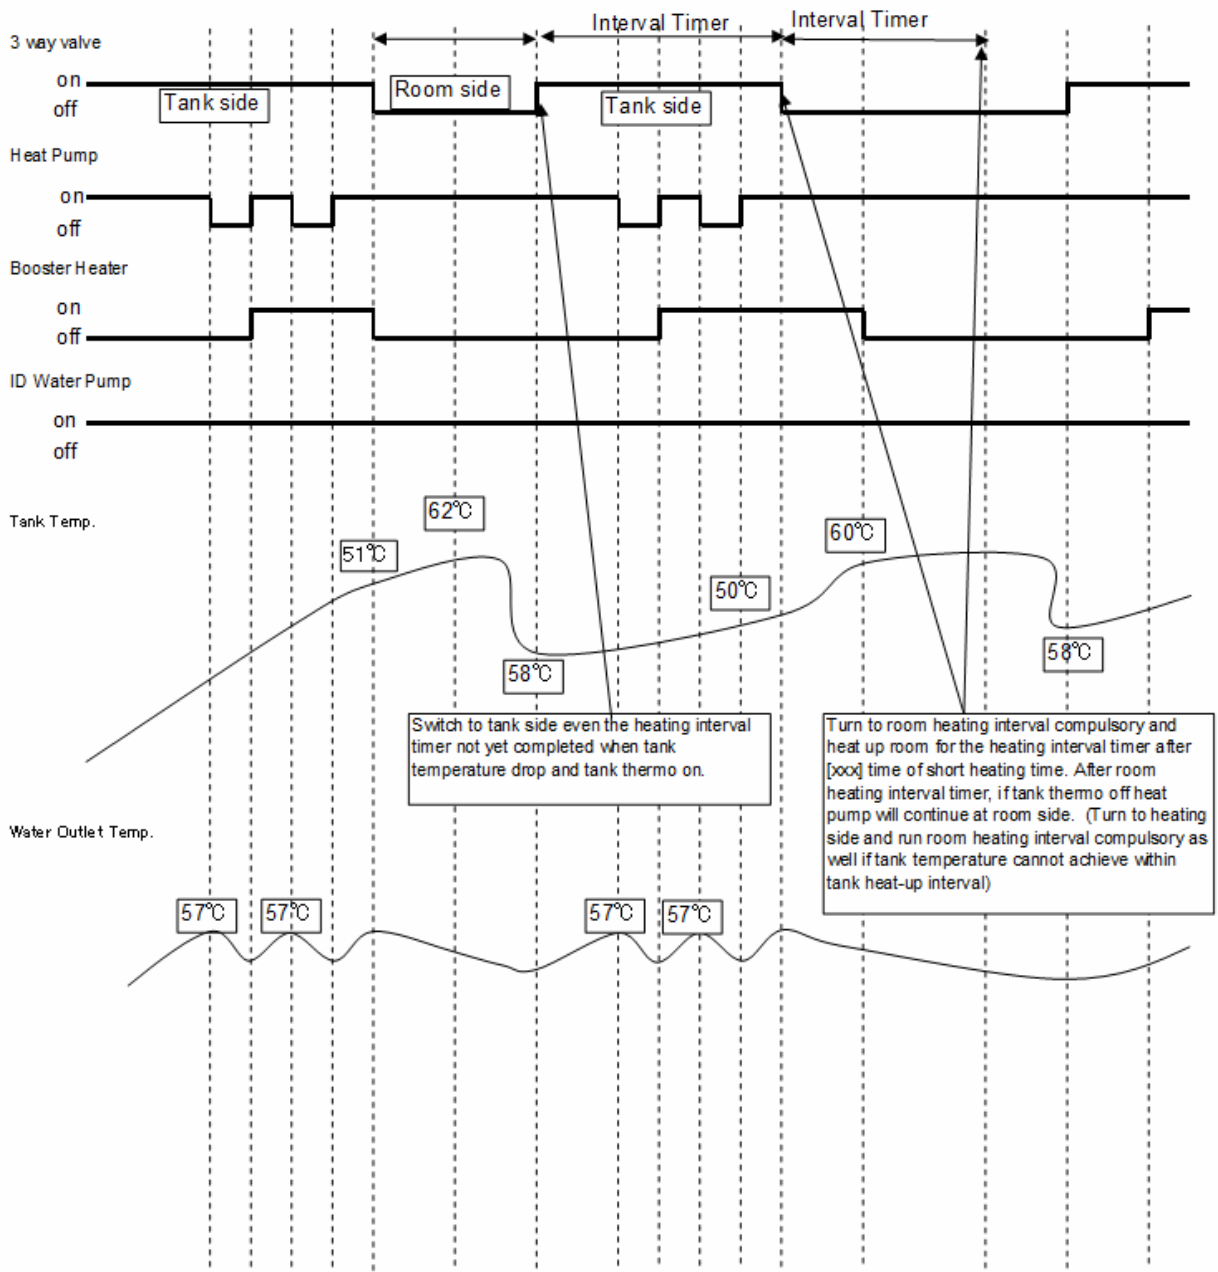 Interval Timer
Interval Timer
3 way valve
on
off
Tank side
Room side
Tank side
Heat Pump
on
off
Booster Heater
on
off
ID Water Pump
on
off
Tank Temp.
51℃
62℃
58℃
50℃
60℃
58℃
Switch to tank side even the heating interval
timer not yet completed when tank
temperature drop and tank thermo on.
Turn to room heating interval compulsory and
heat up room for the heating interval timer after
[xxx] time of short heating time. After room
heating interval timer, if tank thermo off heat
pump will continue at room side. (Turn to heating
side and run room heating interval compulsory as
well if tank temperature cannot achieve within
tank heat-up interval)
Water Outlet Temp.
57℃
57℃
57℃
57℃